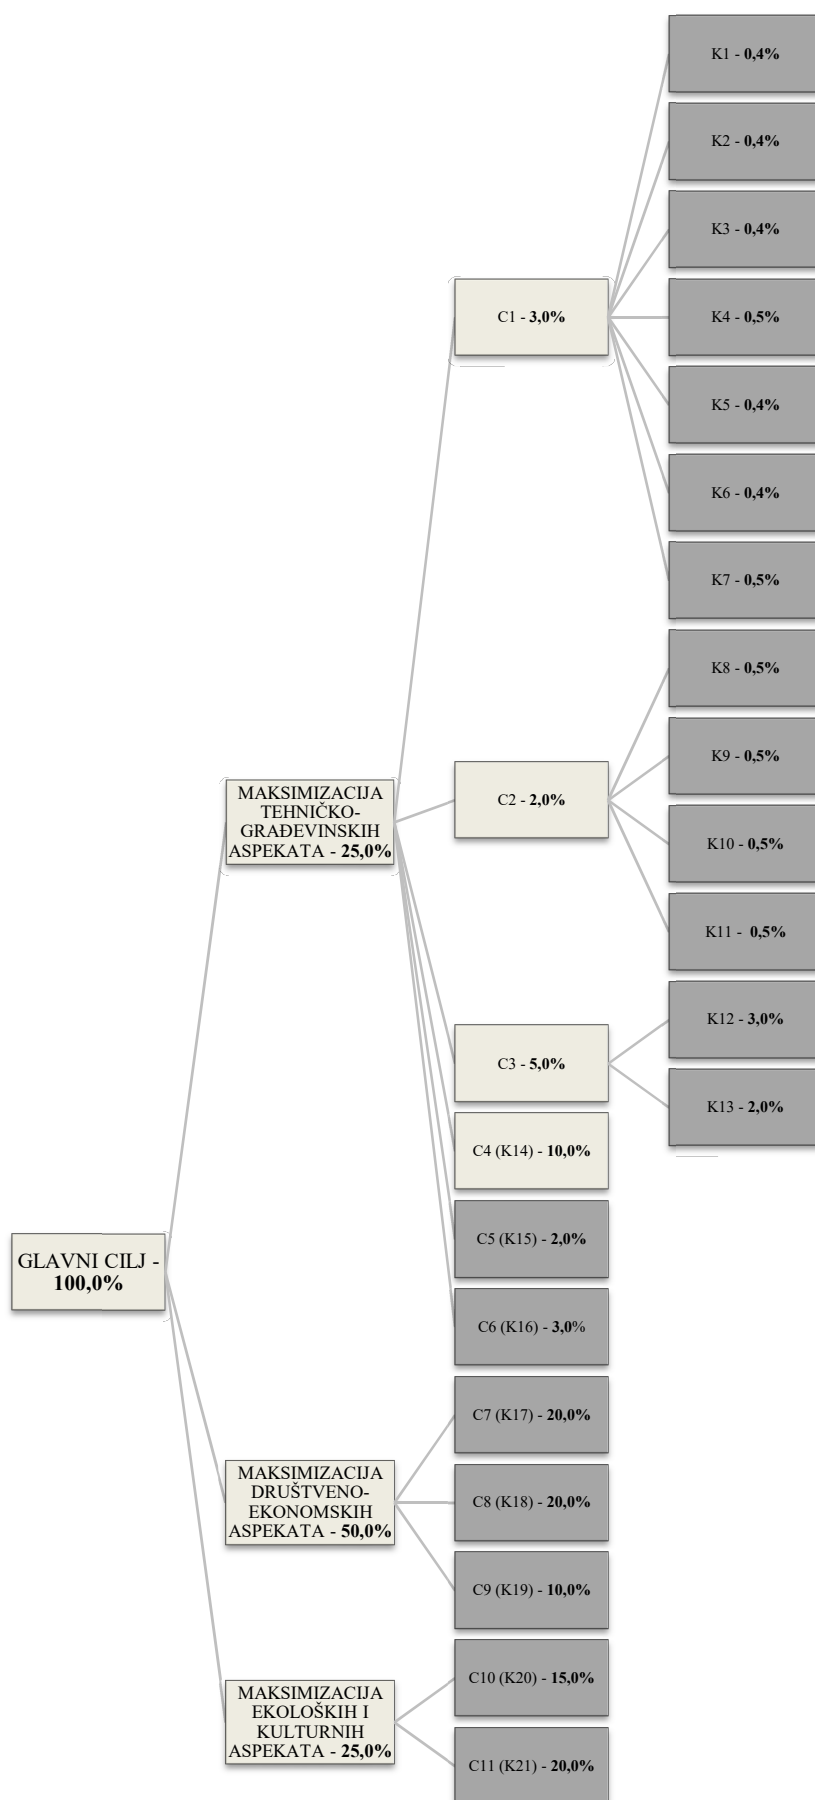 K1 - 0,4%
K2 - 0,4%
K3 - 0,4%
C1 - 3,0%
K4 - 0,5%
K5 - 0,4%
K6 - 0,4%
K7 - 0,5%
K8 - 0,5%
K9 - 0,5%
MAKSIMIZACIJA
TEHNIČKO-
GRAĐEVINSKIH
ASPEKATA - 25,0%
C2 - 2,0%
K10 - 0,5%
K11 - 0,5%
K12 - 3,0%
C3 - 5,0%
K13 - 2,0%
C4 (K14) - 10,0%
C5 (K15) - 2,0%
GLAVNI CILJ -
100,0%
C6 (K16) - 3,0%
C7 (K17) - 20,0%
MAKSIMIZACIJA
DRUŠTVENO-
EKONOMSKIH
ASPEKATA - 50,0%
C8 (K18) - 20,0%
C9 (K19) - 10,0%
C10 (K20) - 15,0%
MAKSIMIZACIJA
EKOLOŠKIH I
KULTURNIH
ASPEKATA - 25,0%
C11 (K21) - 20,0%